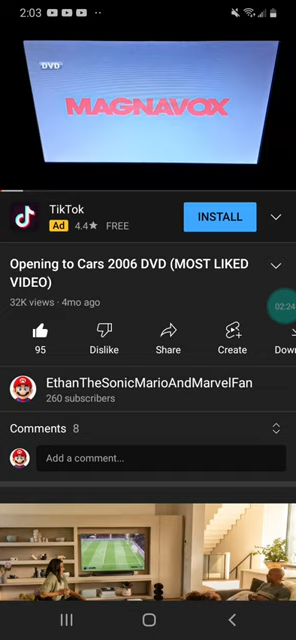 2:03
DVD
MAGNAVOX
TikTok
Ad 4.4★ FREE
INSTALL
Opening to Cars 2006 DVD (MOST LIKED
VIDEO)
32K views · 4mo ago
02:24
95 Dislike Share Create Down
EthanTheSonicMarioAndMarvelFan
260 subscribers
Comments 8
Add a comment...